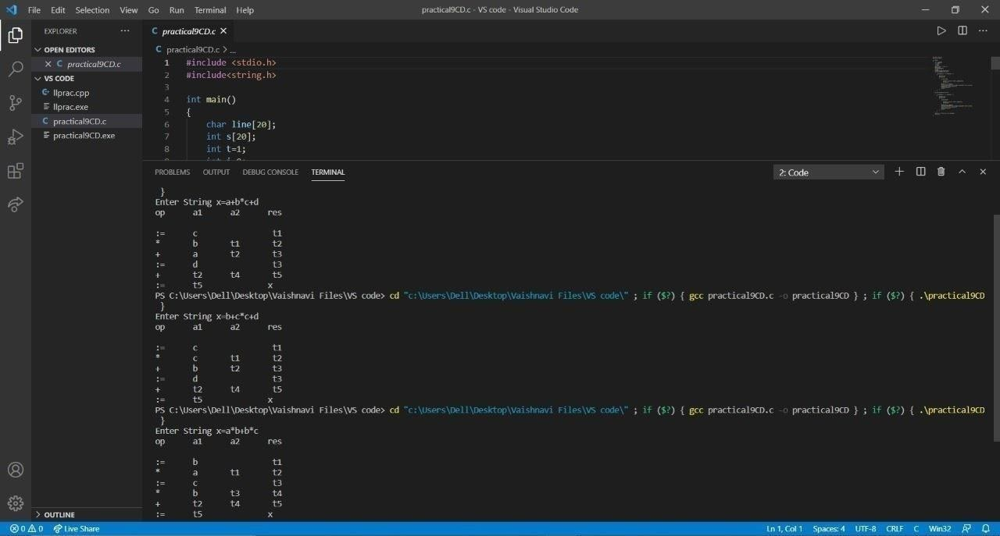 File Edit Selection View Go Run Terminal Help
practical9CD.c - VS code - Visual Studio Code
EXPLORER
OPEN EDITORS
practical9CD.c
VS CODE
llprac.cpp
llprac.exe
practical9CD.c
practical9CD.exe
OUTLINE
practical9CD.c
practical9CD.c > ...
1 #include <stdio.h>
2 #include<string.h>
3
4 int main()
5 {
6 char line[20];
7 int s[20];
8 int t=1;
PROBLEMS OUTPUT DEBUG CONSOLE TERMINAL
2: Code
}
Enter String x=a+b*c+d
op a1 a2 res
:= c t1
* b t1 t2
+ a t2 t3
:= d t3
+ t2 t4 t5
:= t5 x
PS C:\Users\Dell\Desktop\Vaishnavi Files\VS code> cd "c:\Users\Dell\Desktop\Vaishnavi Files\VS code\" ; if ($?) { gcc practical9CD.c -o practical9CD } ; if ($?) { .\practical9CD
}
Enter String x=b+c*c+d
op a1 a2 res
:= c t1
* c t1 t2
+ b t2 t3
:= d t3
+ t2 t4 t5
:= t5 x
PS C:\Users\Dell\Desktop\Vaishnavi Files\VS code> cd "c:\Users\Dell\Desktop\Vaishnavi Files\VS code\" ; if ($?) { gcc practical9CD.c -o practical9CD } ; if ($?) { .\practical9CD
}
Enter String x=a*b+b*c
op a1 a2 res
:= b t1
* a t1 t2
:= c t3
* b t3 t4
+ t2 t4 t5
:= t5 x
0 0 Live Share
Ln 1, Col 1 Spaces: 4 UTF-8 CRLF C Win32